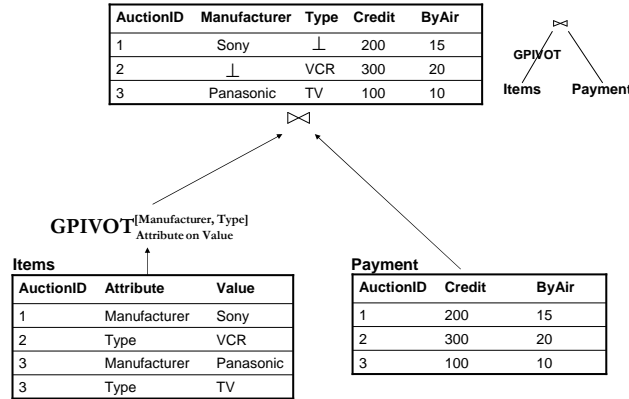 AuctionID Manufacturer Type Credit ByAir
1 Sony ⊥ 200 15
2 ⊥ VCR 300 20
3 Panasonic TV 100 10
⋈
GPIVOT
Items Payment
⋈
GPIVOT[Manufacturer, Type]
Attribute on Value
Items
AuctionID Attribute Value
1 Manufacturer Sony
2 Type VCR
3 Manufacturer Panasonic
3 Type TV
Payment
AuctionID Credit ByAir
1 200 15
2 300 20
3 100 10